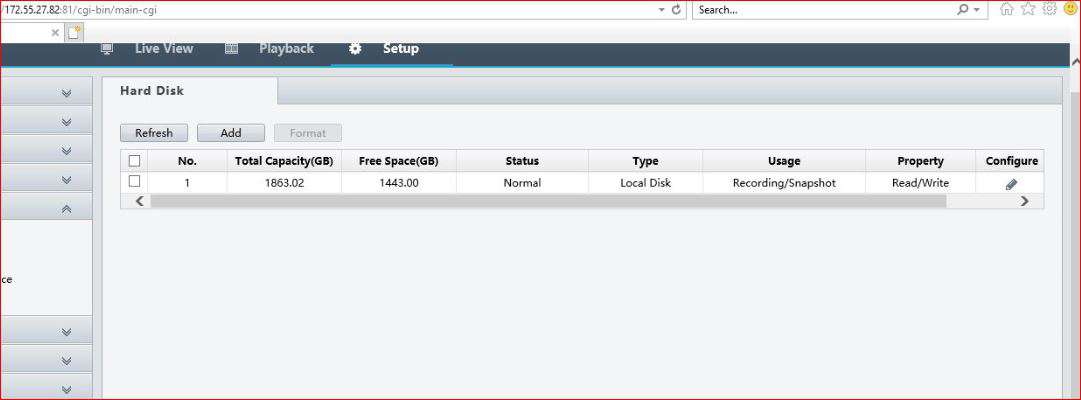 /172.55.27.82:81/cgi-bin/main-cgi
Search...
Live View
Playback
Setup
Hard Disk
Refresh
Add
Format
No. Total Capacity(GB) Free Space(GB) Status Type Usage Property Configure
1 1863.02 1443.00 Normal Local Disk Recording/Snapshot Read/Write
ce